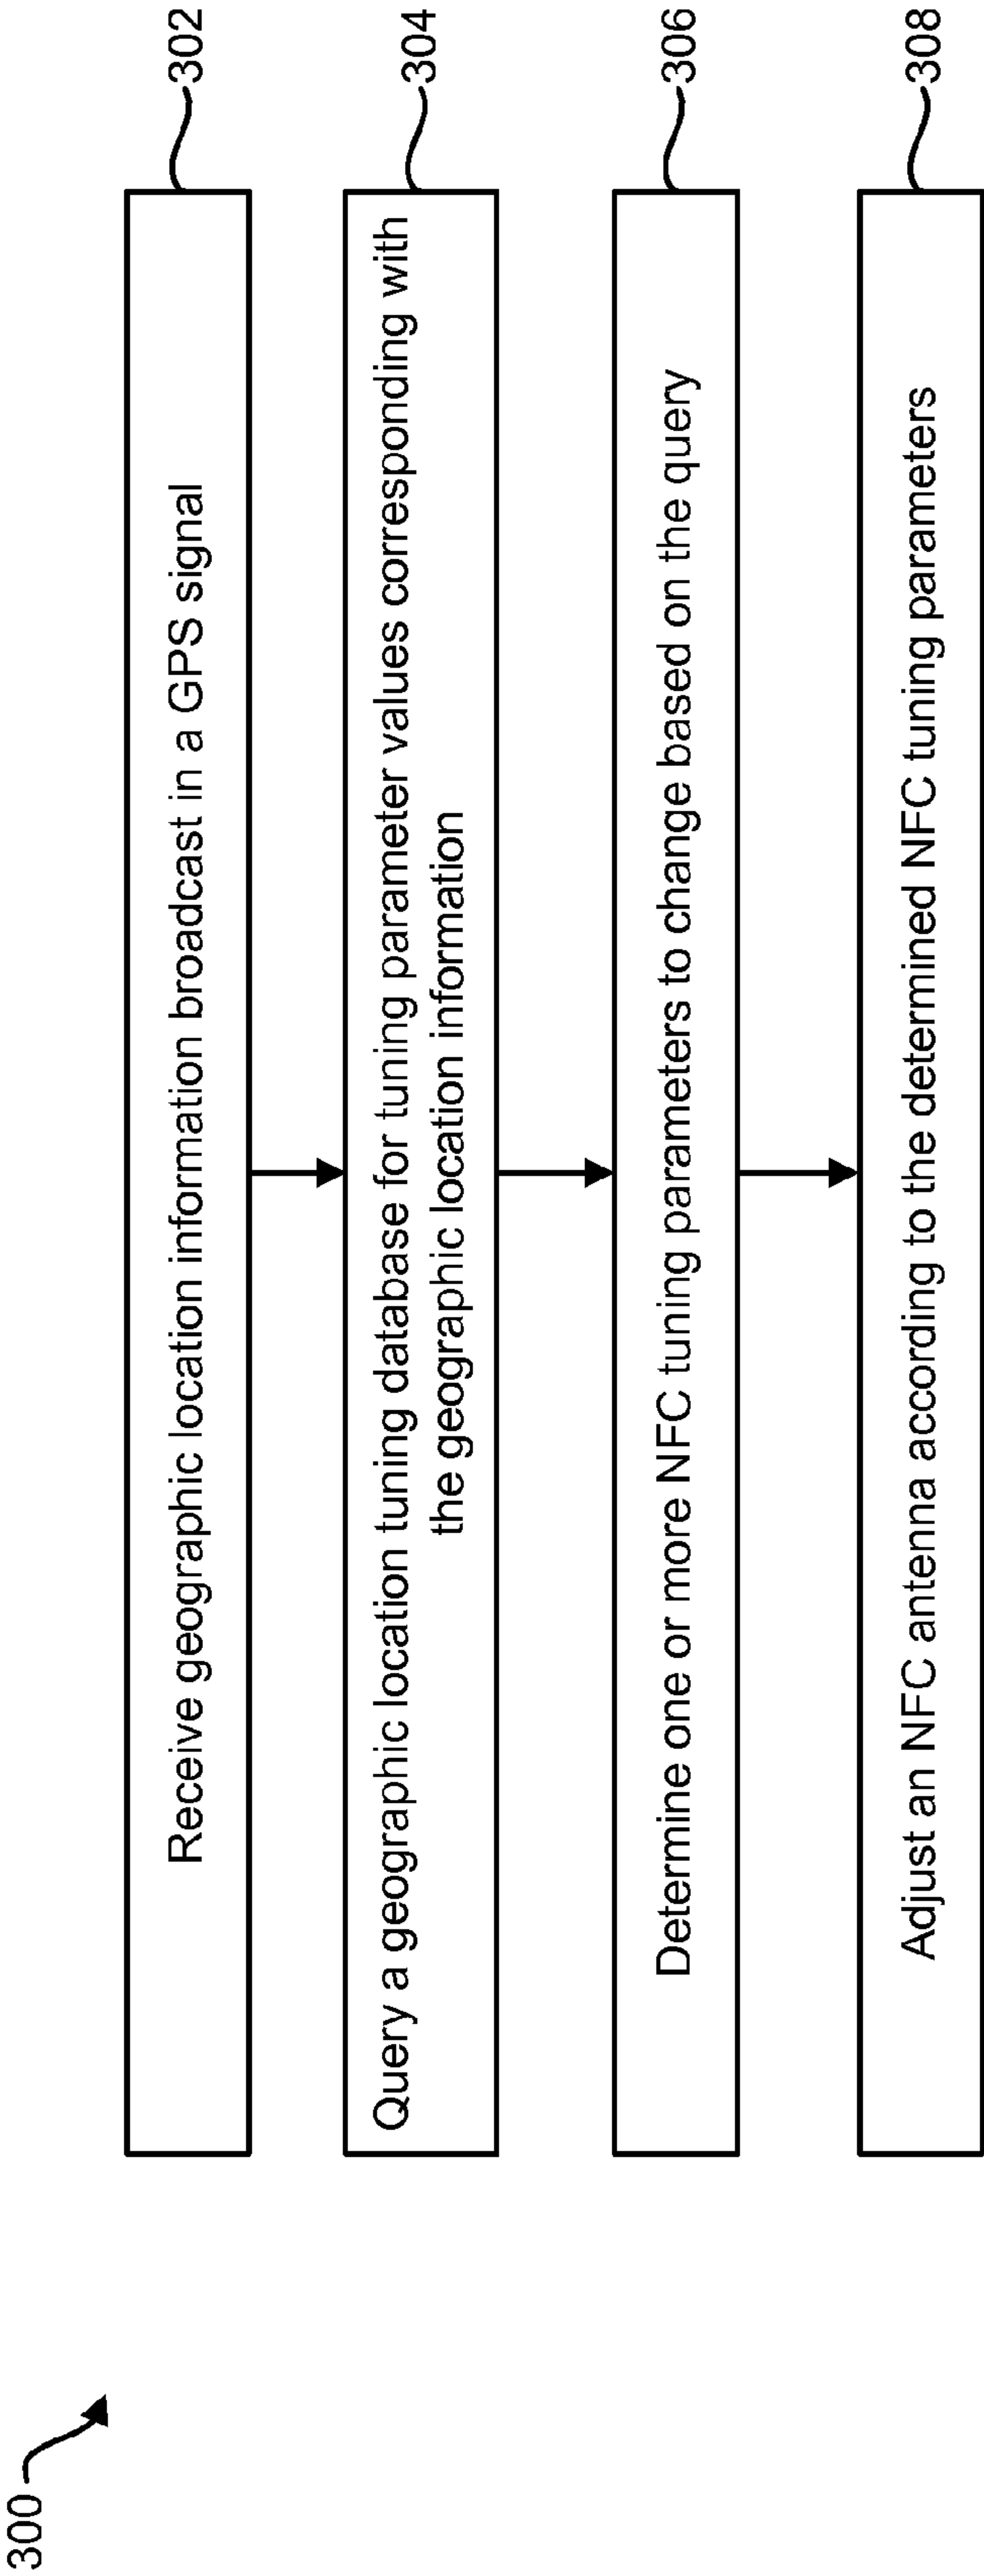 300
Receive geographic location information broadcast in a GPS signal
302
Query a geographic location tuning database for tuning parameter values corresponding with
the geographic location information
304
Determine one or more NFC tuning parameters to change based on the query
306
Adjust an NFC antenna according to the determined NFC tuning parameters
308